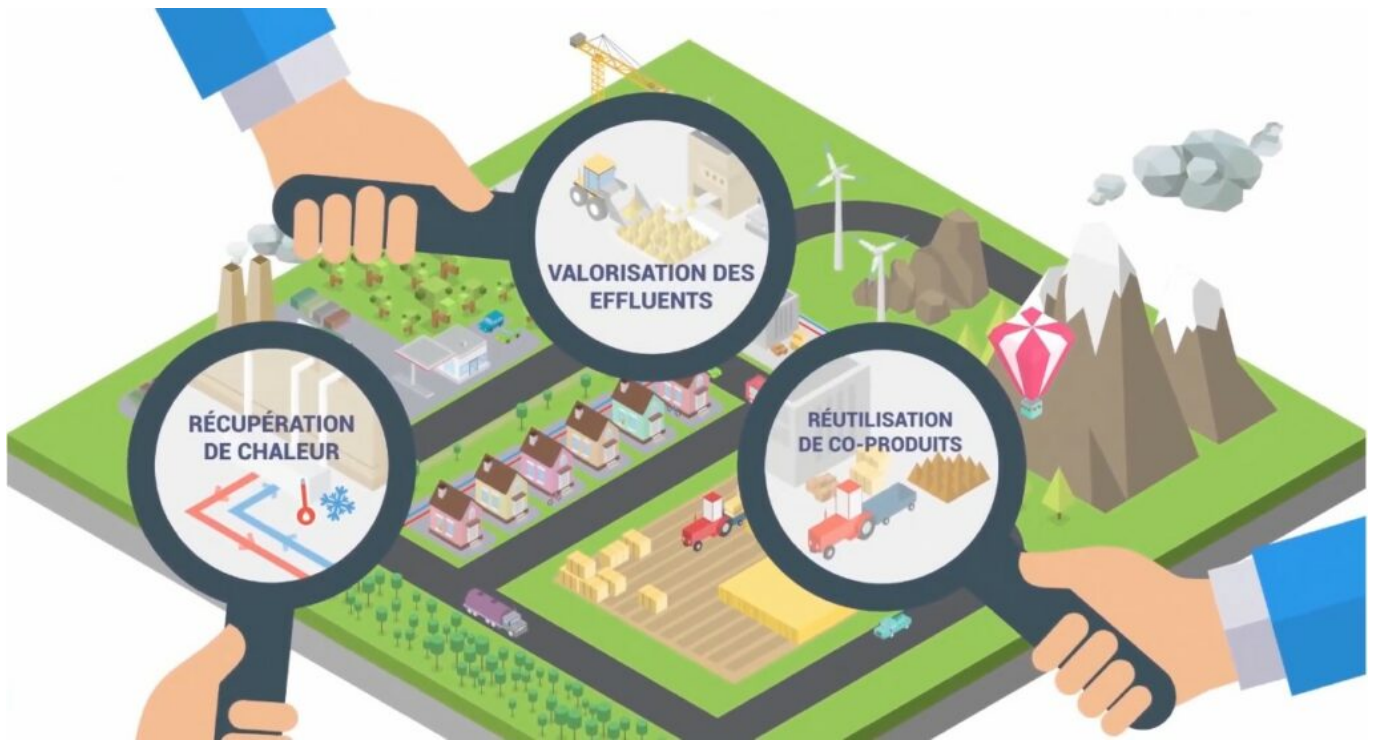 VALORISATION DES
EFFLUENTS
RÉCUPÉRATION
DE CHALEUR
RÉUTILISATION
DE CO-PRODUITS